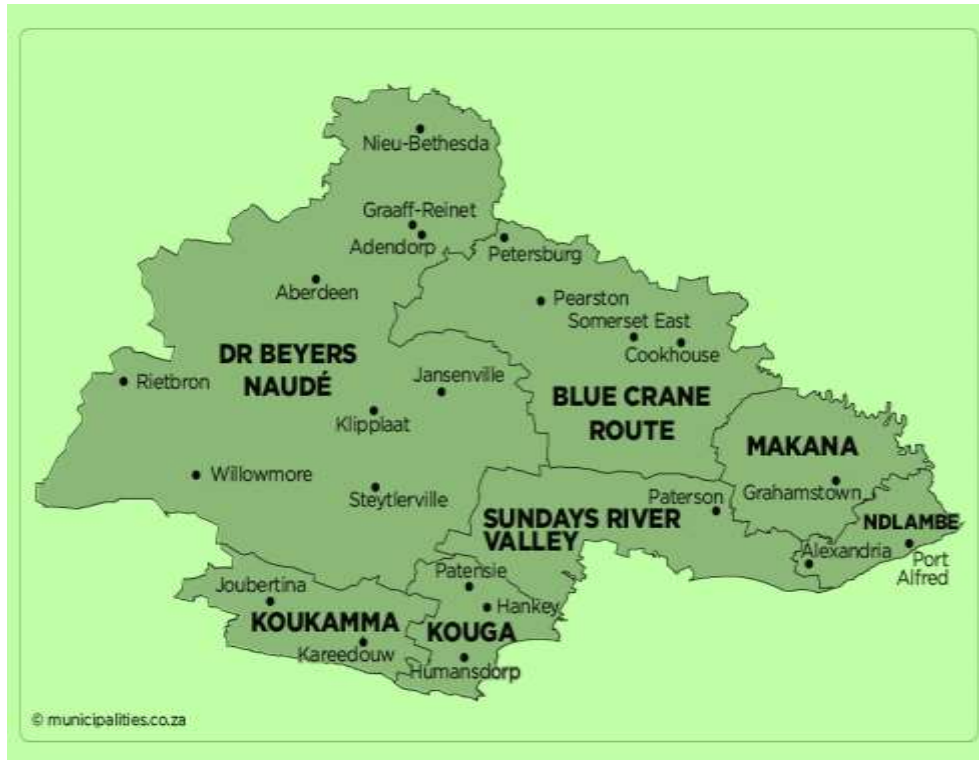 Nieu-Bethesda
Graaff-Reinet
Adendorp
Petersburg
Aberdeen
Pearston
Somerset East
Cookhouse
DR BEYERS
NAUDÉ
Rietbron
Jansenville
BLUE CRANE
ROUTE
Klipplaat
MAKANA
Willowmore
Steytlerville
Grahamstown
Paterson
SUNDAYS RIVER
VALLEY
NDLAMBE
Alexandria
Port
Alfred
Patensie
Joubertina
Hankey
KOUKAMMA
KOUGA
Kareedouw
Humansdorp
© municipalities.co.za